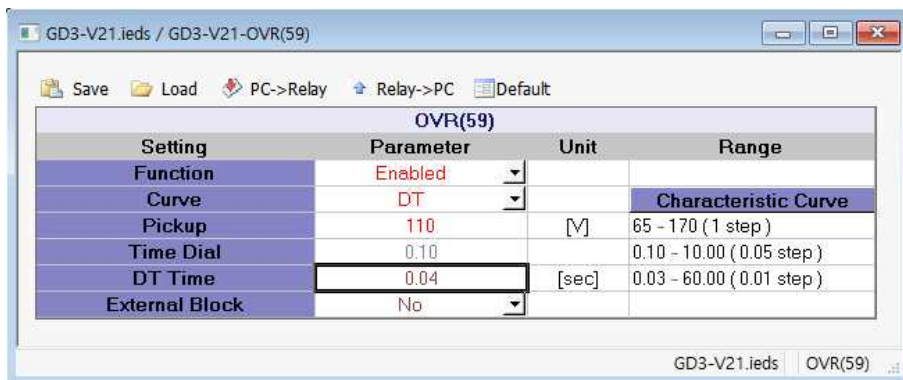 GD3-V21.ieds / GD3-V21-OVR(59)
Save Load PC->Relay Relay->PC Default
OVR(59)
Setting Parameter Unit Range
Function Enabled
Curve DT Characteristic Curve
Pickup 110 [V] 65 - 170 ( 1 step )
Time Dial 0.10 0.10 - 10.00 ( 0.05 step )
DT Time 0.04 [sec] 0.03 - 60.00 ( 0.01 step )
External Block No
GD3-V21.ieds OVR(59)